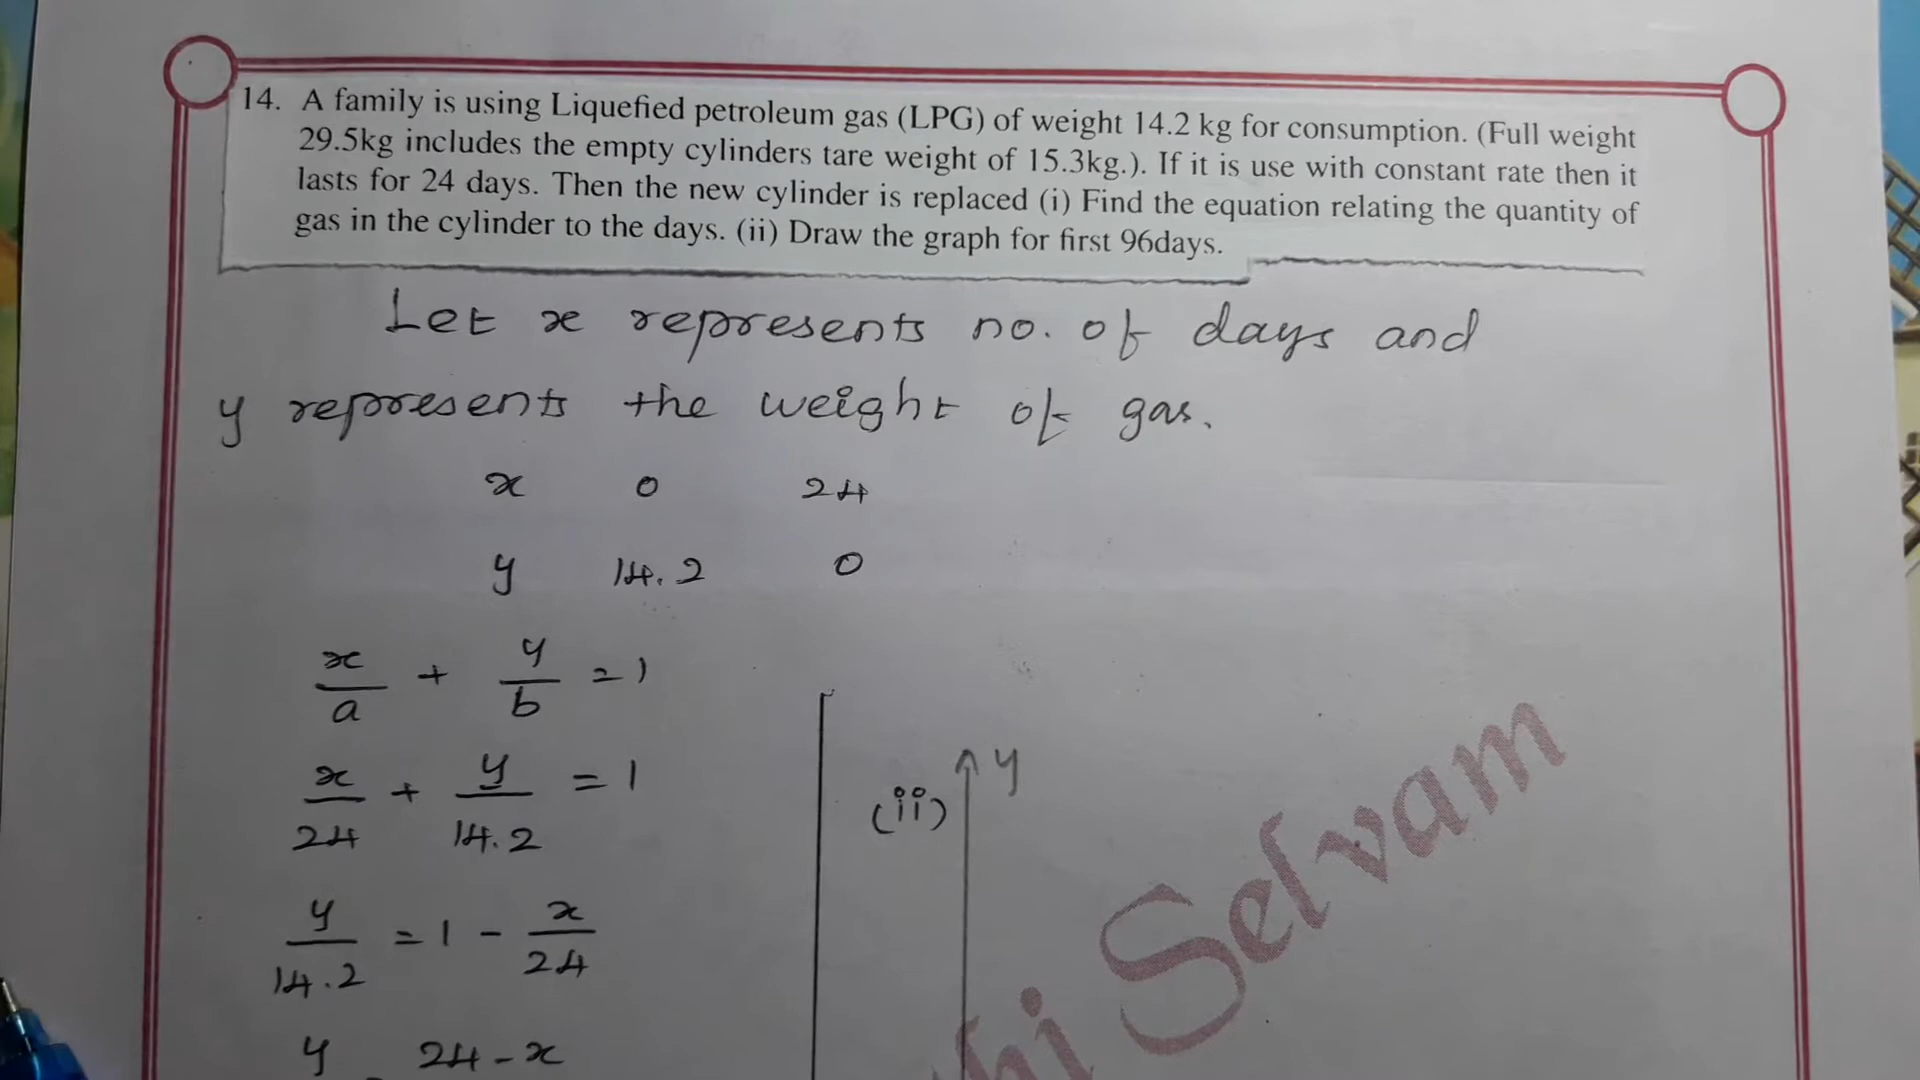 14. A family is using Liquefied petroleum gas (LPG) of weight 14.2 kg for consumption. (Full weight
29.5kg includes the empty cylinders tare weight of 15.3kg.). If it is use with constant rate then it
lasts for 24 days. Then the new cylinder is replaced (i) Find the equation relating the quantity of
gas in the cylinder to the days. (ii) Draw the graph for first 96days.
Let x represents no. of days and
y represents the weight of gas.
x 0 24
y 14.2 0
x/a + y/b = 1
x/24 + y/14.2 = 1
y/14.2 = 1 - x/24
y 24-x
(ii) y
hi Selvam